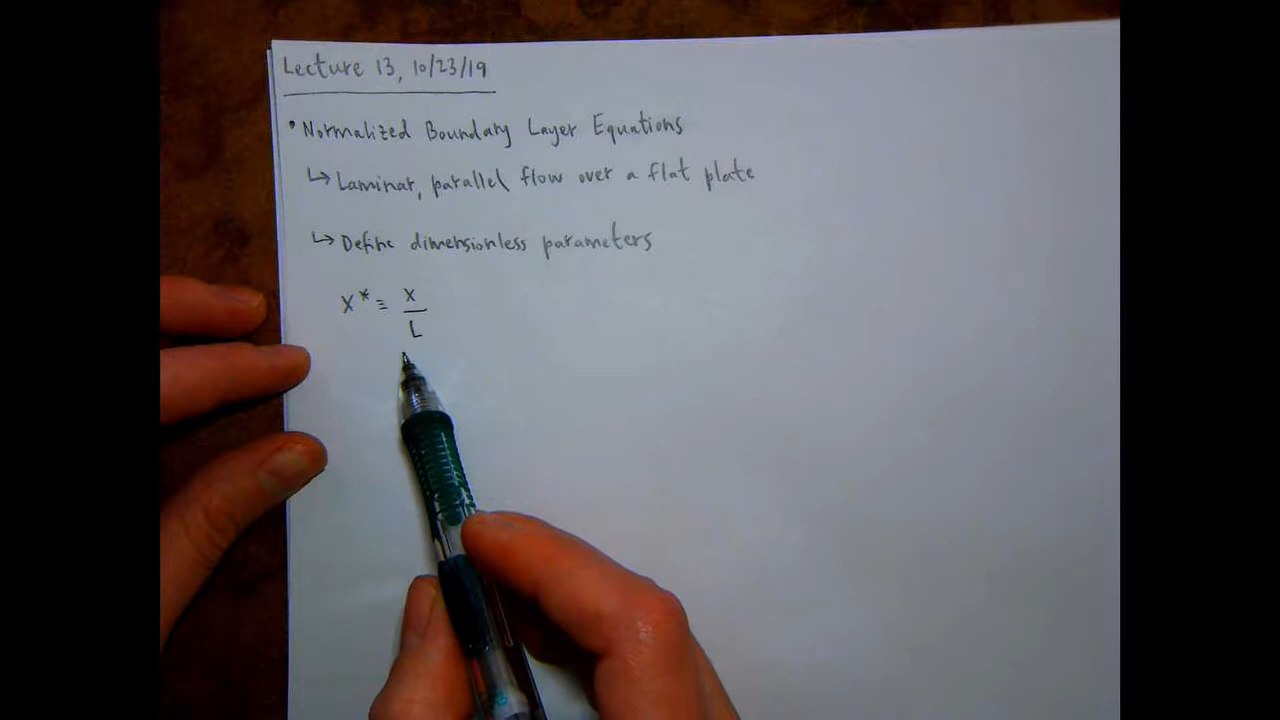 Lecture 13, 10/23/19
• Normalized Boundary Layer Equations
↳ Laminar, parallel flow over a flat plate
↳ Define dimensionless parameters
X* ≡ X / L